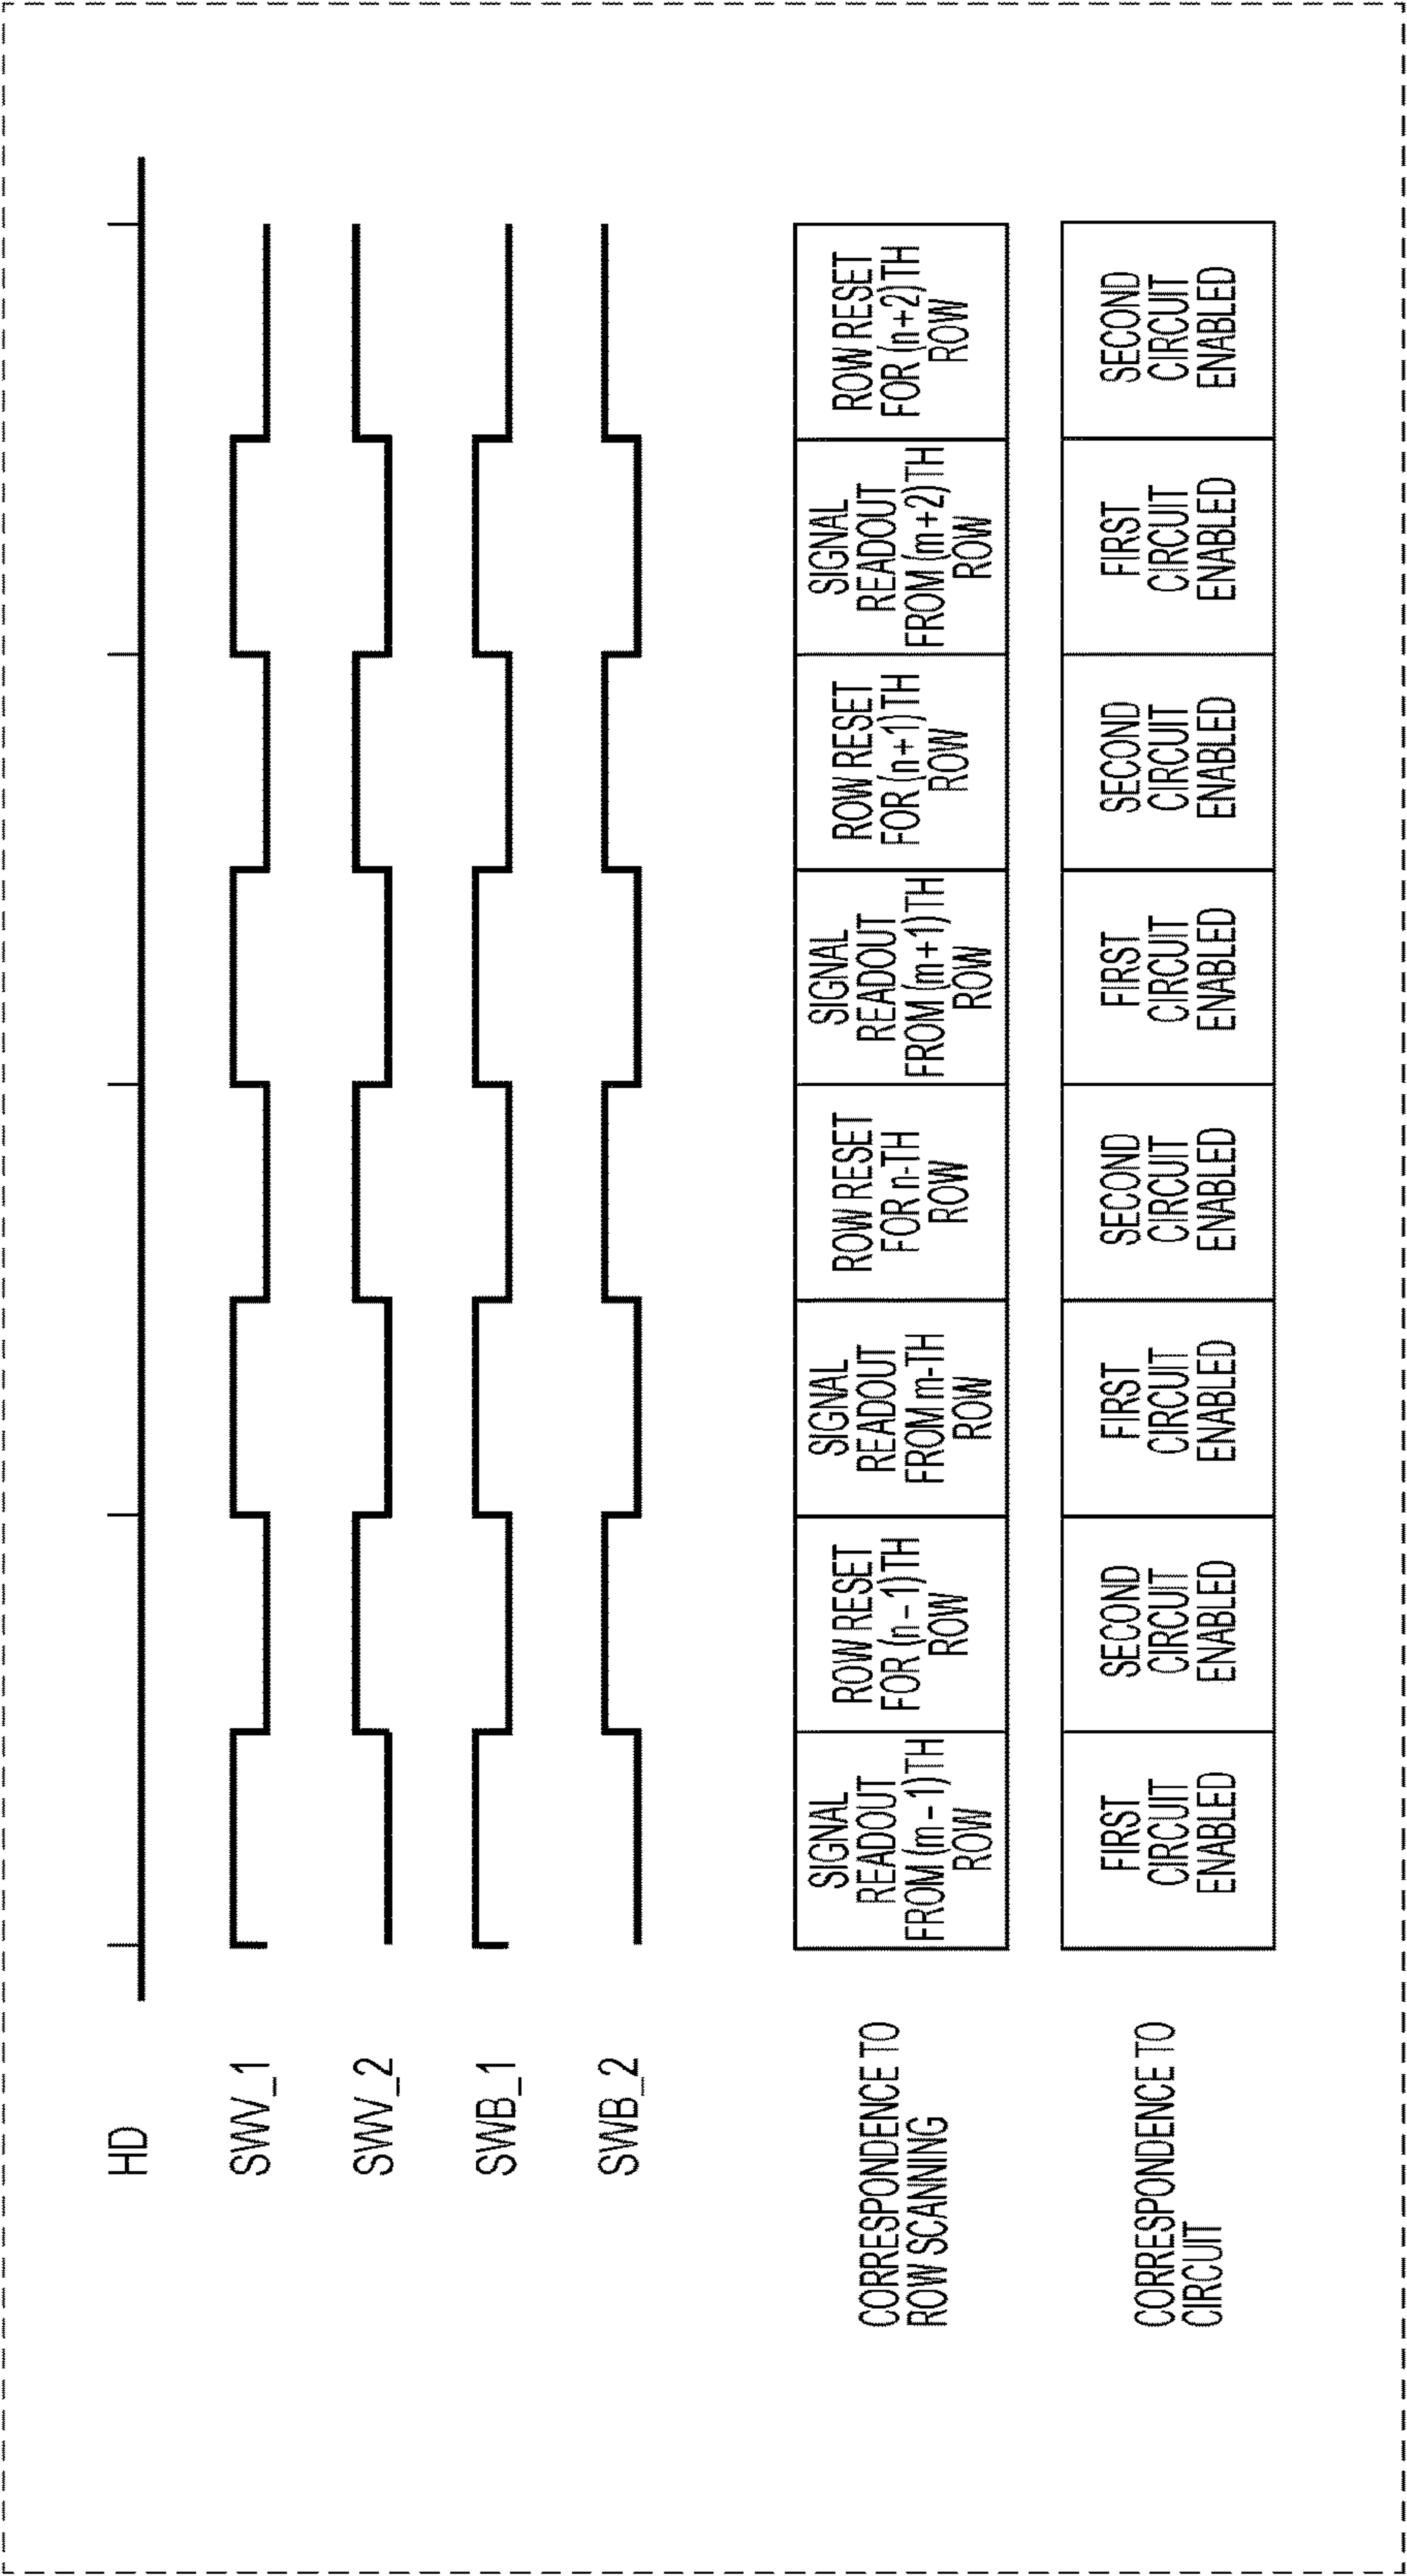 HD
SWV_1
SWV_2
SWB_1
SWB_2
CORRESPONDENCE TO
ROW SCANNING
SIGNAL
READOUT
FROM (m - 1) TH
ROW
ROW RESET
FOR (n - 1) TH
ROW
SIGNAL
READOUT
FROM m-TH
ROW
ROW RESET
FOR n-TH
ROW
SIGNAL
READOUT
FROM (m + 1) TH
ROW
ROW RESET
FOR (n+1) TH
ROW
SIGNAL
READOUT
FROM (m +2) TH
ROW
ROW RESET
FOR (n+2) TH
ROW
CORRESPONDENCE TO
CIRCUIT
FIRST
CIRCUIT
ENABLED
SECOND
CIRCUIT
ENABLED
FIRST
CIRCUIT
ENABLED
SECOND
CIRCUIT
ENABLED
FIRST
CIRCUIT
ENABLED
SECOND
CIRCUIT
ENABLED
FIRST
CIRCUIT
ENABLED
SECOND
CIRCUIT
ENABLED